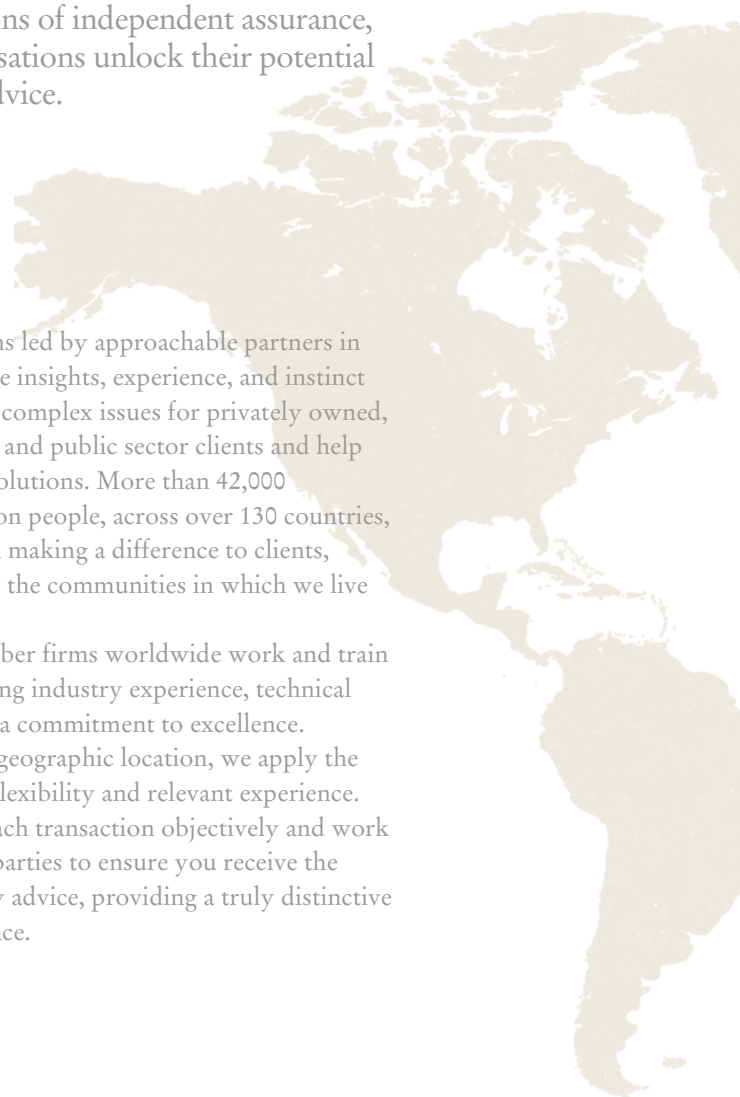 ns of independent assurance,
sations unlock their potential
dvice.
ns led by approachable partners in
e insights, experience, and instinct
complex issues for privately owned,
and public sector clients and help
olutions. More than 42,000
on people, across over 130 countries,
making a difference to clients,
the communities in which we live
ber firms worldwide work and train
ng industry experience, technical
a commitment to excellence.
geographic location, we apply the
lexibility and relevant experience.
ach transaction objectively and work
parties to ensure you receive the
y advice, providing a truly distinctive
ce.